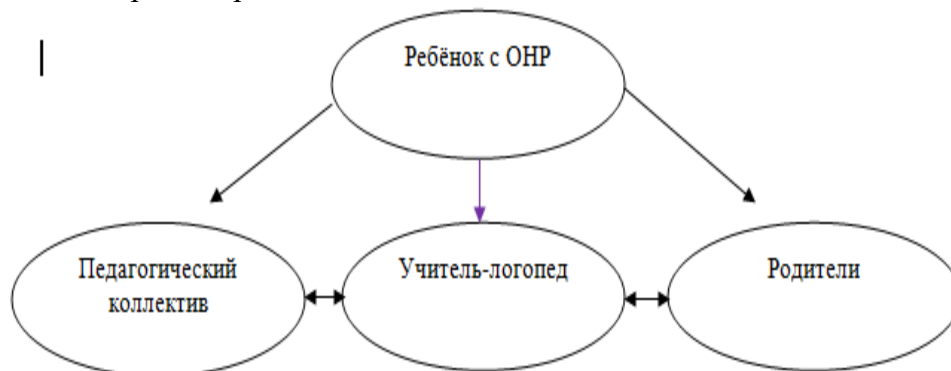 Ребёнок с ОНР
Педагогический
коллектив
Учитель-логопед
Родители